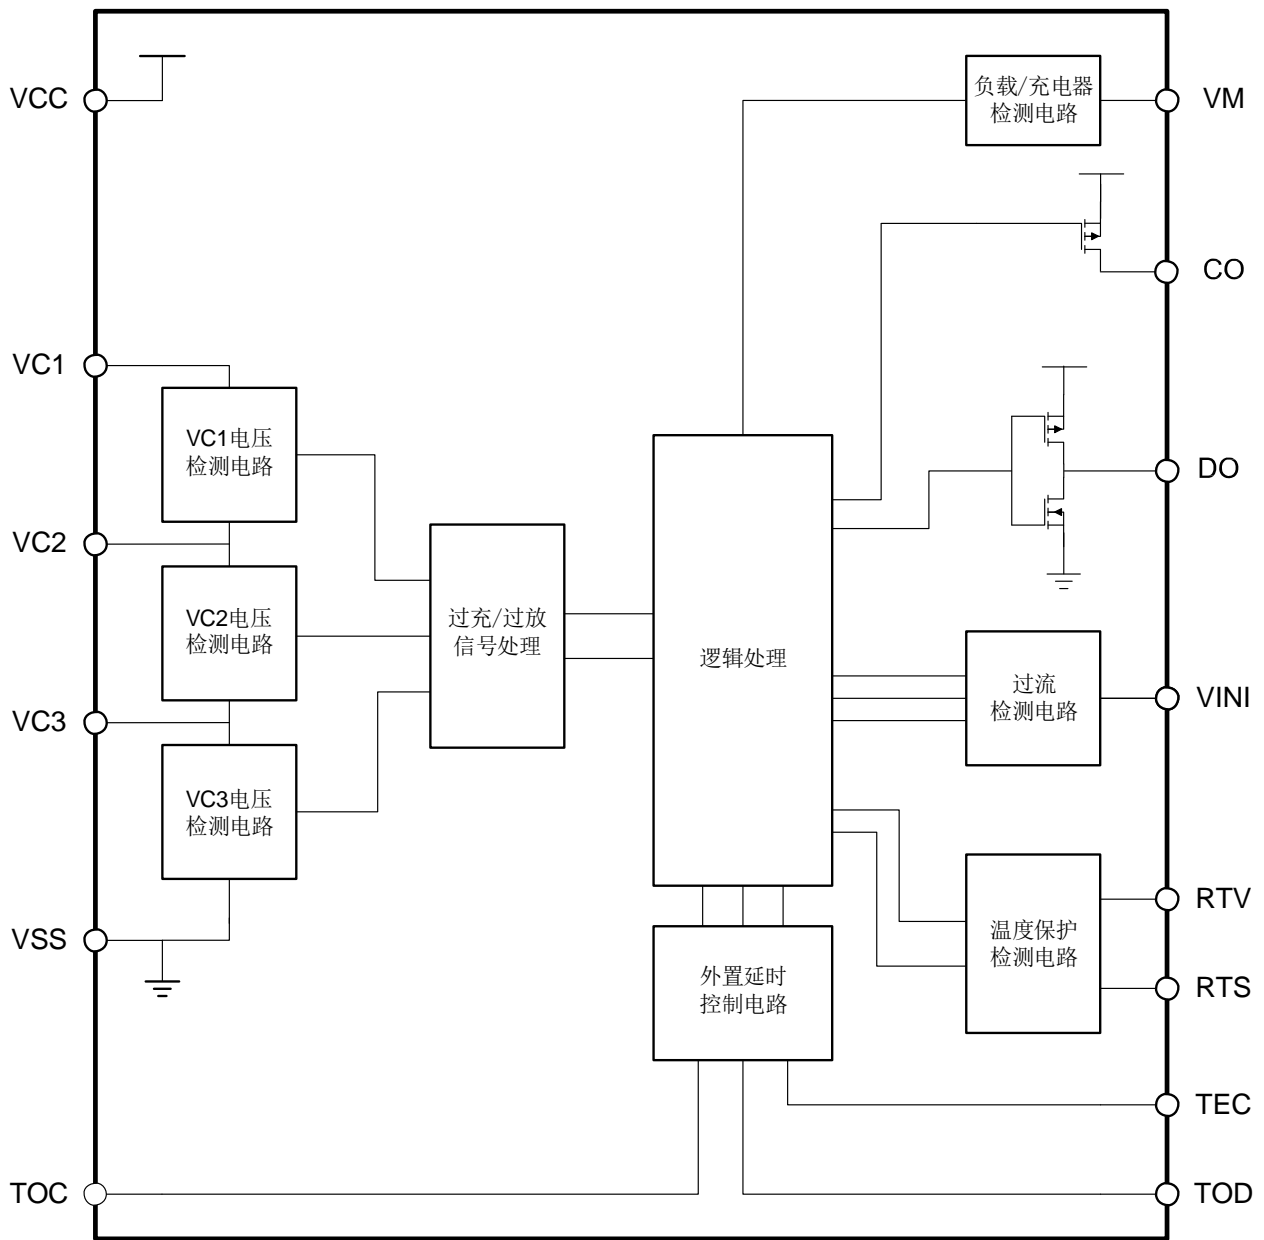 VCC
负载/充电器
检测电路
VM
CO
VC1
VC1电压
检测电路
DO
VC2
VC2电压
检测电路
过充/过放
信号处理
逻辑处理
过流
检测电路
VINI
VC3
VC3电压
检测电路
RTV
温度保护
检测电路
VSS
外置延时
控制电路
RTS
TEC
TOC
TOD